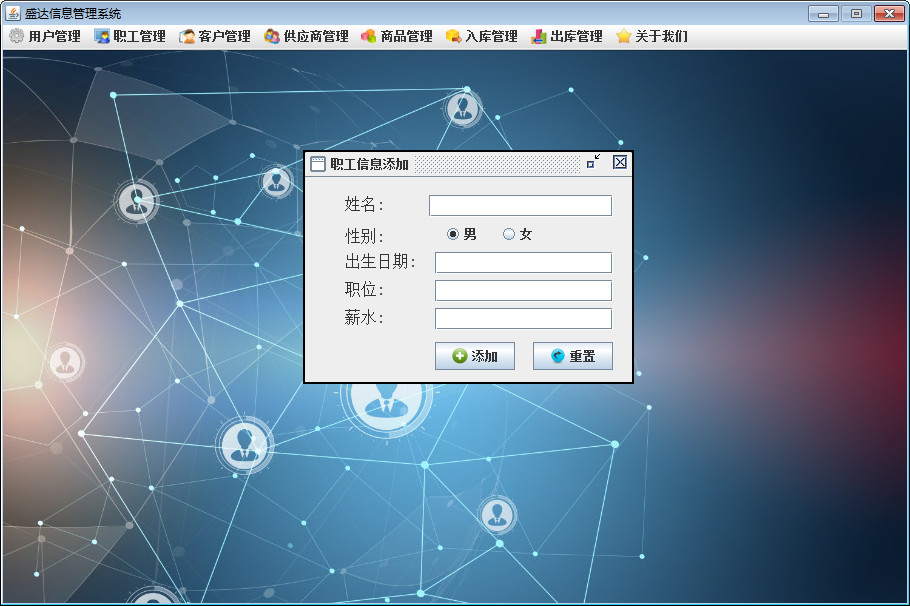 盛达信息管理系统
用户管理 职工管理 客户管理 供应商管理 商品管理 入库管理 出库管理 关于我们
职工信息添加
姓名：
性别： 男 女
出生日期：
职位：
薪水：
添加 重置